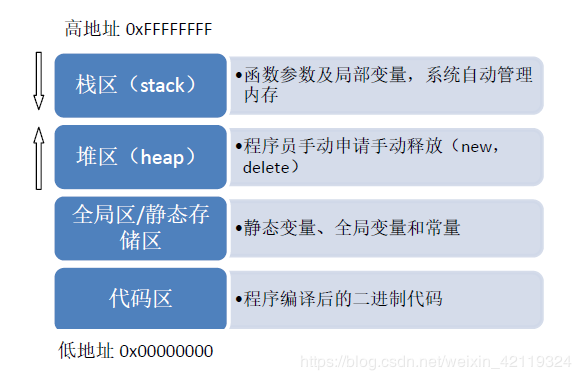 高地址 0xFFFFFFFF
栈区（stack）
•函数参数及局部变量，系统自动管理
内存
堆区（heap）
•程序员手动申请手动释放（new，
delete）
全局区/静态存
储区
•静态变量、全局变量和常量
代码区
•程序编译后的二进制代码
低地址 0x00000000
https://blog.csdn.net/weixin_42119324